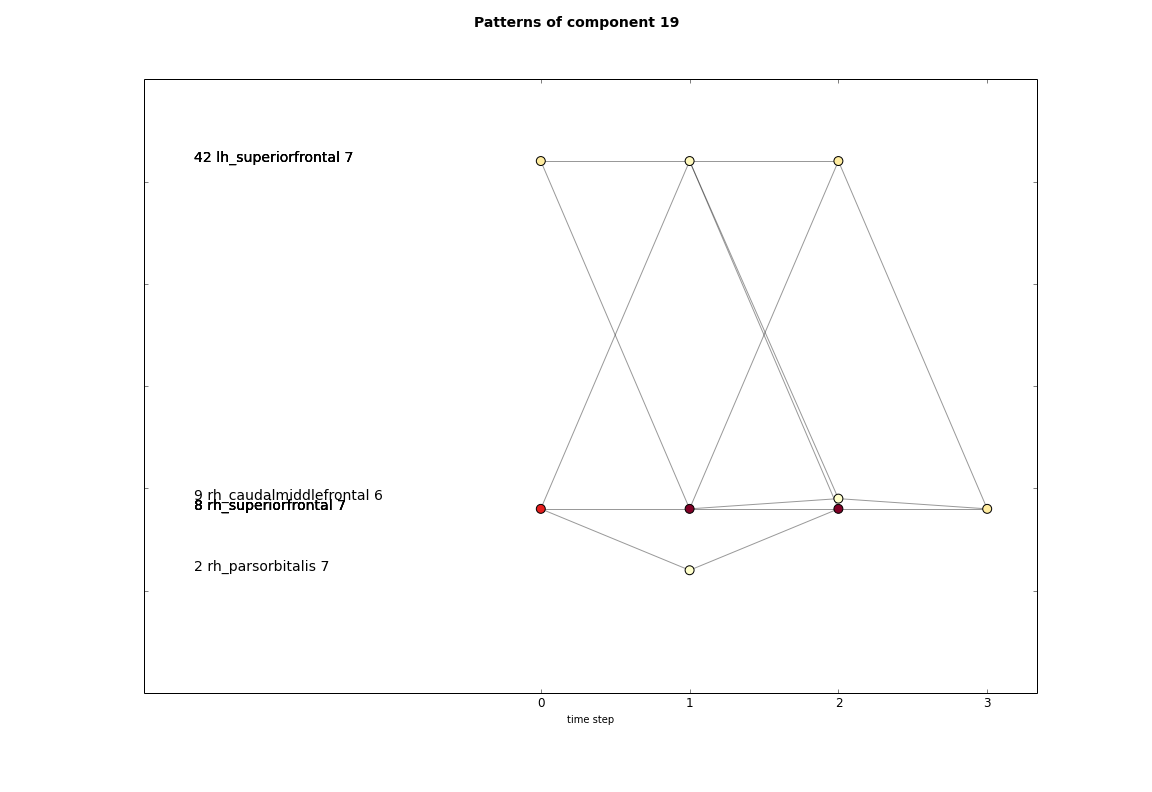 Patterns of component 19
42 lh_superiorfrontal 7
9 rh_caudalmiddlefrontal 6
8 rh_superiorfrontal 7
2 rh_parsorbitalis 7
0 1 2 3
time step